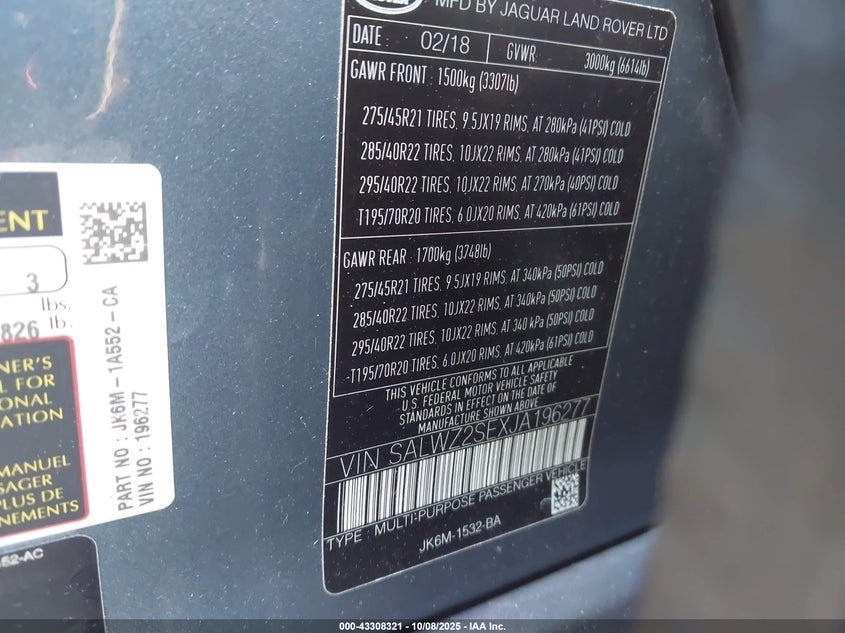 MFD BY JAGUAR LAND ROVER LTD
DATE: 02/18 GVWR 3000kg (6614lb)
GAWR FRONT : 1500kg (3307lb)
275/45R21 TIRES, 9.5JX19 RIMS, AT 280kPa (41PSI) COLD
285/40R22 TIRES, 10JX22 RIMS, AT 280kPa (41PSI) COLD
295/40R22 TIRES, 10JX22 RIMS, AT 270kPa (40PSI) COLD
T195/70R20 TIRES, 6.0JX20 RIMS, AT 420kPa (61PSI) COLD
GAWR REAR : 1700kg (3748lb)
275/45R21 TIRES, 9.5JX19 RIMS, AT 340kPa (50PSI) COLD
285/40R22 TIRES, 10JX22 RIMS, AT 340kPa (50PSI) COLD
295/40R22 TIRES, 10JX22 RIMS, AT 340 kPa (50PSI) COLD
-T195/70R20 TIRES, 6.0JX20 RIMS, AT 420kPa (61PSI) COLD
THIS VEHICLE CONFORMS TO ALL APPLICABLE
U.S. FEDERAL MOTOR VEHICLE SAFETY
STANDARDS IN EFFECT ON THE DATE OF
MANUFACTURE SHOWN ABOVE
VIN SALWZ2SEXJA196277
TYPE : MULTI-PURPOSE PASSENGER VEHICLE
JK6M-1532-BA
ENT
3
lbs.
826 lb.
NER'S
L FOR
ONAL
ATION
MANUEL
SAGER
PLUS DE
NEMENTS
PART NO : JK6M-1A552-CA
VIN NO : 196277
52-AC
000-43308321 - 10/08/2025 - IAA Inc.